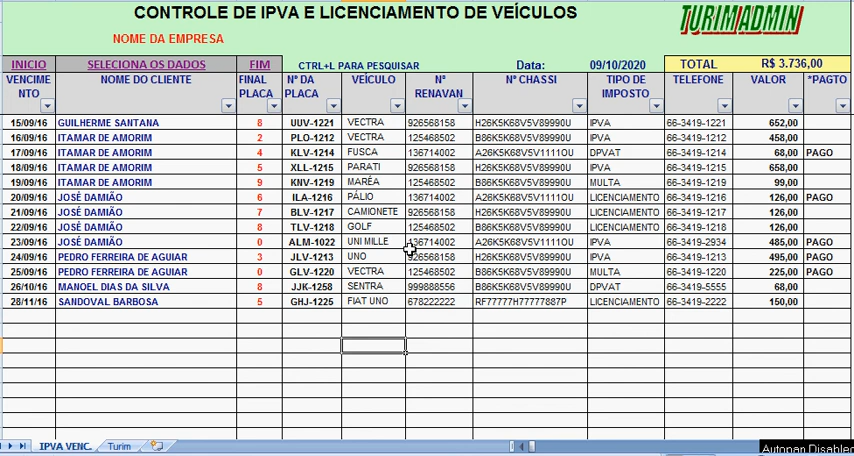 CONTROLE DE IPVA E LICENCIAMENTO DE VEÍCULOS
TURIM ADMIN
NOME DA EMPRESA
CTRL+L PARA PESQUISAR Data: 09/10/2020 TOTAL R$ 3.736,00
INICIO SELECIONA OS DADOS FIM
VENCIMENTO NOME DO CLIENTE FINAL PLACA Nº DA PLACA VEÍCULO Nº RENAVAN Nº CHASSI TIPO DE IMPOSTO TELEFONE VALOR *PAGTO
15/09/16 GUILHERME SANTANA 8 UUV-1221 VECTRA 926568158 H26K5K68V5V89990U IPVA 66-3419-1221 652,00
16/09/16 ITAMAR DE AMORIM 2 PLO-1212 VECTRA 125468502 B86K5K68V5V89990U IPVA 66-3419-1212 458,00
17/09/16 ITAMAR DE AMORIM 4 KLV-1214 FUSCA 136714002 A26K5K68V5V1111OU DPVAT 66-3419-1214 68,00 PAGO
18/09/16 ITAMAR DE AMORIM 5 XLL-1215 PARATI 926568158 H26K5K68V5V89990U IPVA 66-3419-1215 658,00
19/09/16 ITAMAR DE AMORIM 9 KNV-1219 MARÉA 125468502 B86K5K68V5V89990U MULTA 66-3419-1219 99,00
20/09/16 JOSÉ DAMIÃO 6 ILA-1216 PÁLIO 136714002 A26K5K68V5V1111OU LICENCIAMENTO 66-3419-1216 126,00 PAGO
21/09/16 JOSÉ DAMIÃO 7 BLV-1217 CAMIONETE 926568158 H26K5K68V5V89990U LICENCIAMENTO 66-3419-1217 126,00
22/09/16 JOSÉ DAMIÃO 8 TLV-1218 GOLF 125468502 B86K5K68V5V89990U LICENCIAMENTO 66-3419-1218 126,00
23/09/16 JOSÉ DAMIÃO 0 ALM-1022 UNI MILLE 136714002 A26K5K68V5V1111OU IPVA 66-3419-2934 485,00 PAGO
24/09/16 PEDRO FERREIRA DE AGUIAR 3 JLV-1213 UNO 926568158 H26K5K68V5V89990U IPVA 66-3419-1213 495,00 PAGO
25/09/16 PEDRO FERREIRA DE AGUIAR 0 GLV-1220 VECTRA 125468502 B86K5K68V5V89990U MULTA 66-3419-1220 225,00 PAGO
26/10/16 MANOEL DIAS DA SILVA 8 JJK-1258 SENTRA 999888556 B86K5K68V5V89990U DPVAT 66-3419-5555 68,00
28/11/16 SANDOVAL BARBOSA 5 GHJ-1225 FIAT UNO 678222222 RF77777H77777887P LICENCIAMENTO 66-3419-2222 150,00
IPVA VENC. Turim
Autopan Disabled